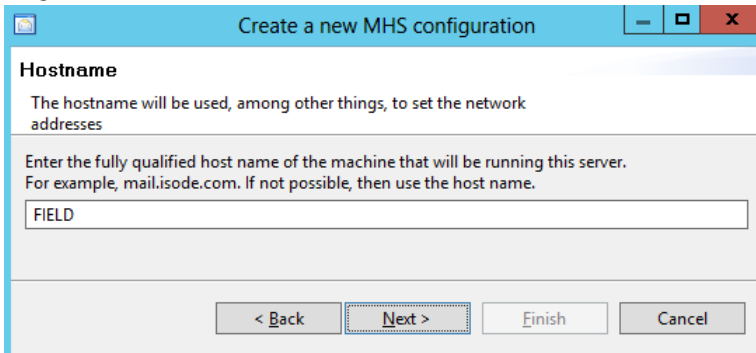 Create a new MHS configuration
Hostname
The hostname will be used, among other things, to set the network
addresses
Enter the fully qualified host name of the machine that will be running this server.
For example, mail.isode.com. If not possible, then use the host name.
FIELD
< Back Next > Finish Cancel